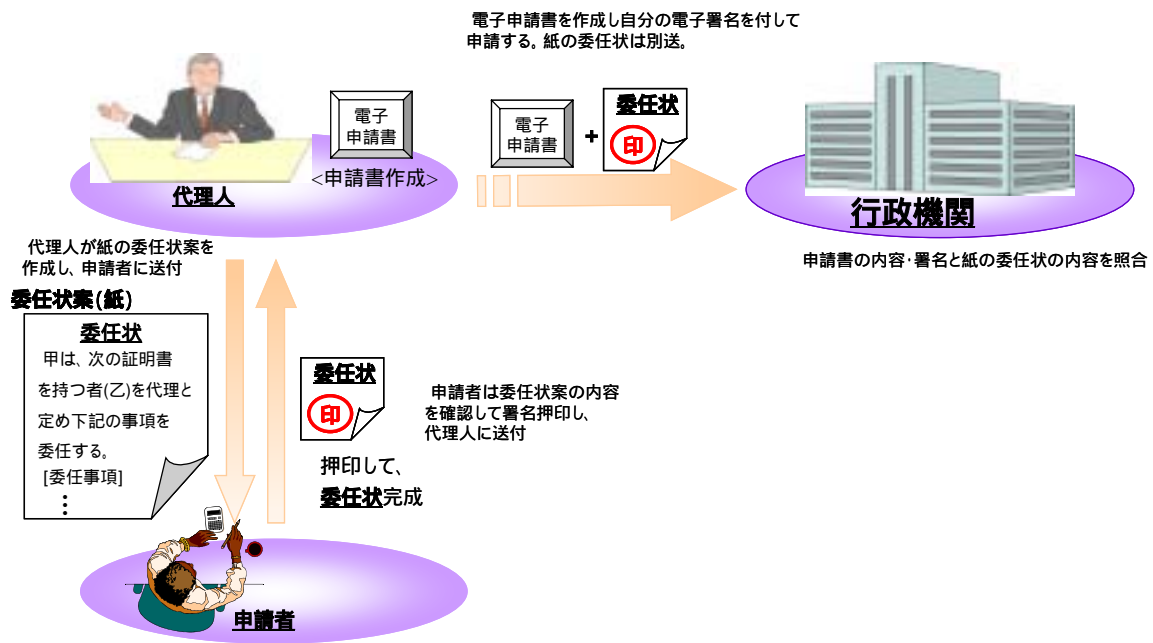 電子申請書を作成し自分の電子署名を付して
申請する。紙の委任状は別送。
電子
申請書
<申請書作成>
代理人
電子
申請書
+
委任状
印
行政機関
申請書の内容・署名と紙の委任状の内容を照合
代理人が紙の委任状案を
作成し、申請者に送付
委任状案(紙)
委任状
甲は、次の証明書
を持つ者(乙)を代理と
定め下記の事項を
委任する。
[委任事項]
⋮
委任状
印
押印して、
委任状完成
申請者は委任状案の内容
を確認して署名押印し、
代理人に送付
申請者